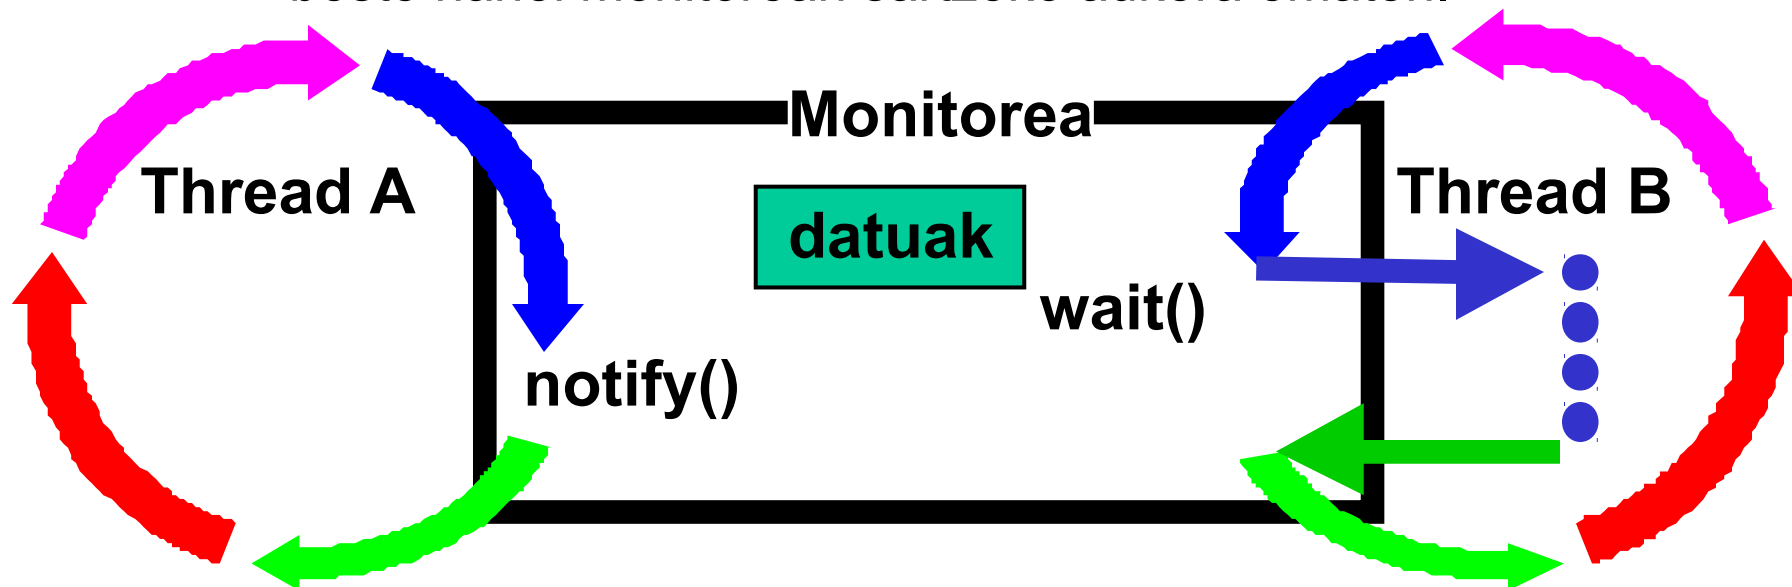 Monitorea
Thread A
Thread B
datuak
wait()
notify()